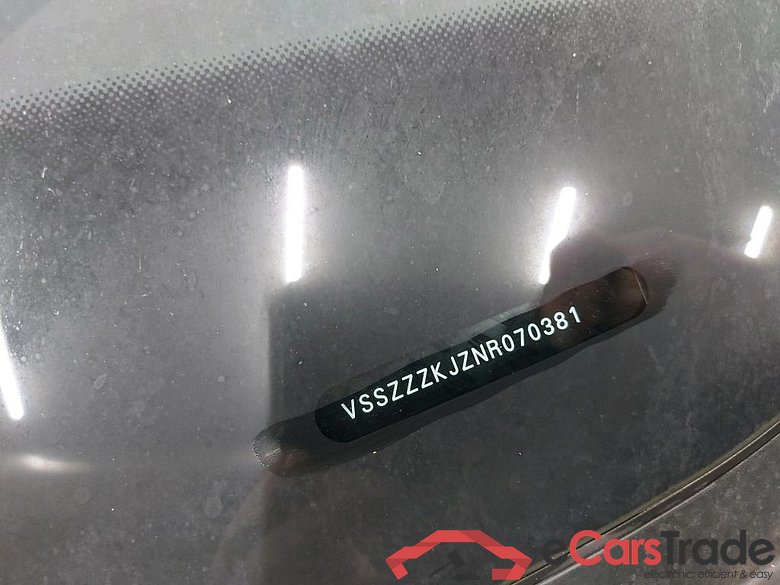 VSSZZZKJZNR070381
eCarsTrade
electronic, efficient & easy